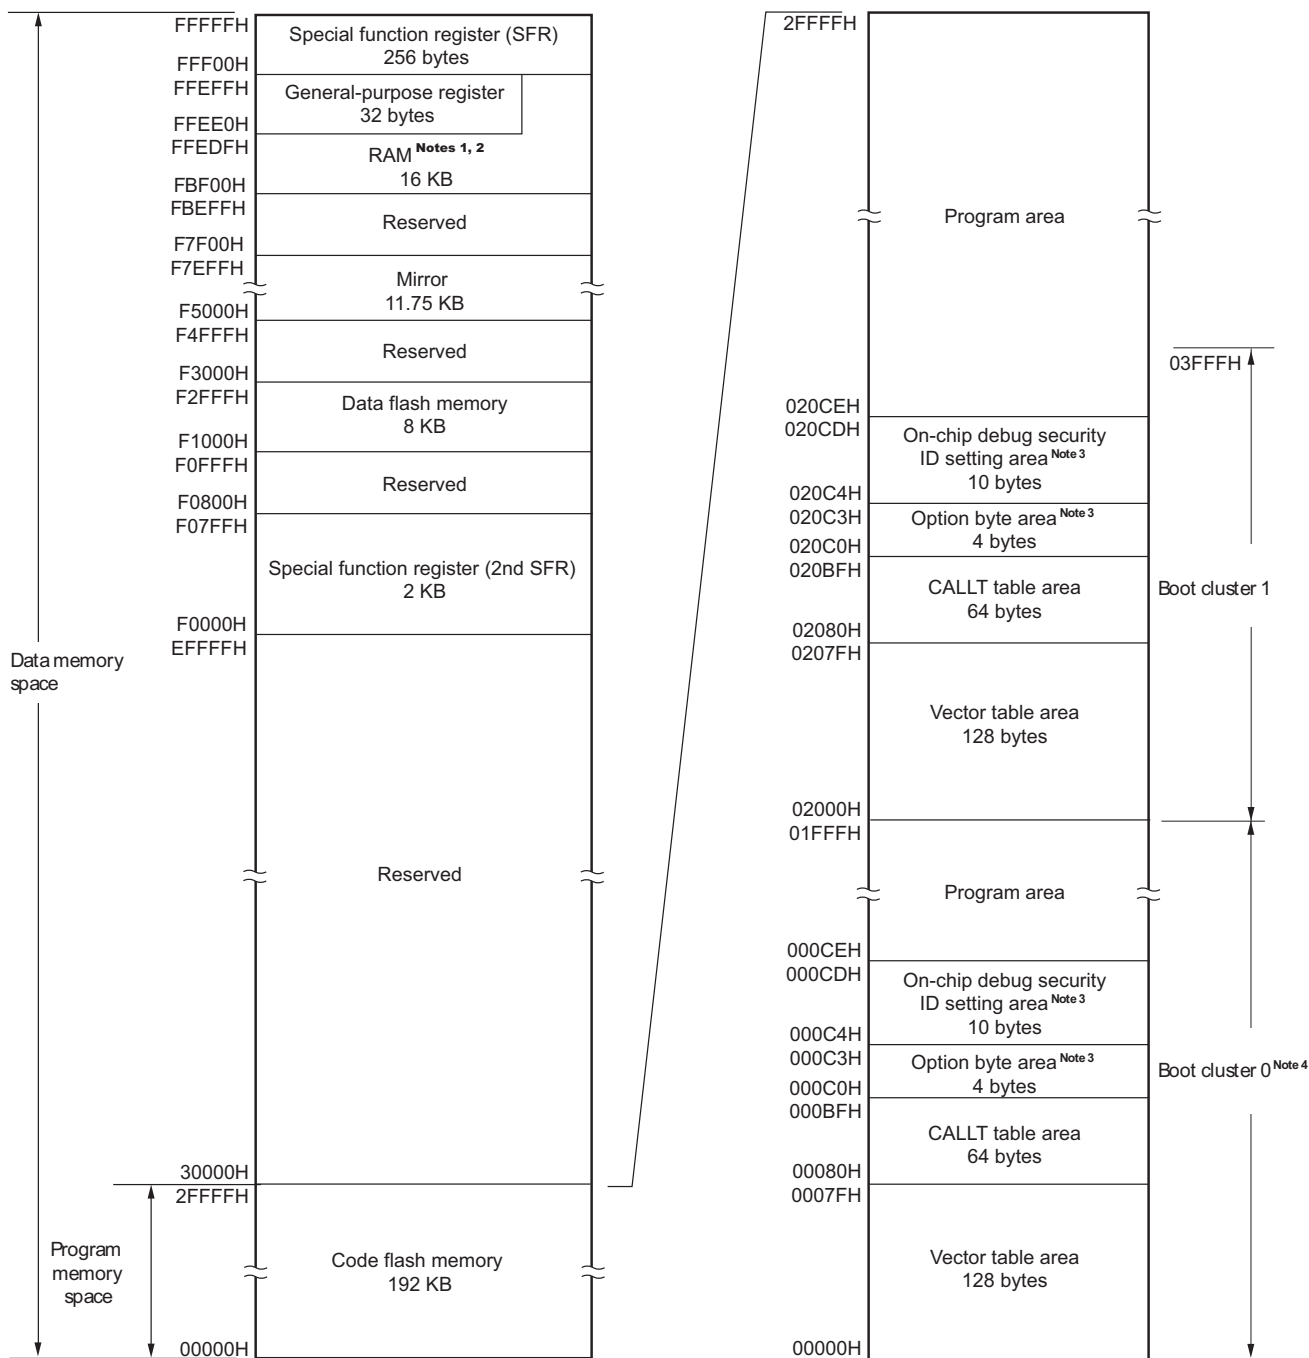 FFFFFH
Special function register (SFR)
256 bytes
FFF00H
FFEFFH
General-purpose register
32 bytes
FFEE0H
FFEDFH
RAM Notes 1, 2
16 KB
FBF00H
FBEFFH
Reserved
F7F00H
F7EFFH
Mirror
11.75 KB
F5000H
F4FFFH
Reserved
F3000H
F2FFFH
Data flash memory
8 KB
F1000H
F0FFFH
Reserved
F0800H
F07FFH
Special function register (2nd SFR)
2 KB
F0000H
EFFFFH
Data memory
space
Reserved
30000H
2FFFFH
Program
memory
space
Code flash memory
192 KB
00000H
2FFFFH
Program area
03FFFH
020CEH
020CDH
On-chip debug security
ID setting area Note 3
10 bytes
020C4H
020C3H
Option byte area Note 3
4 bytes
020C0H
020BFH
CALLT table area
64 bytes
Boot cluster 1
02080H
0207FH
Vector table area
128 bytes
02000H
01FFFH
Program area
000CEH
000CDH
On-chip debug security
ID setting area Note 3
10 bytes
000C4H
000C3H
Option byte area Note 3
4 bytes
Boot cluster 0 Note 4
000C0H
000BFH
CALLT table area
64 bytes
00080H
0007FH
Vector table area
128 bytes
00000H